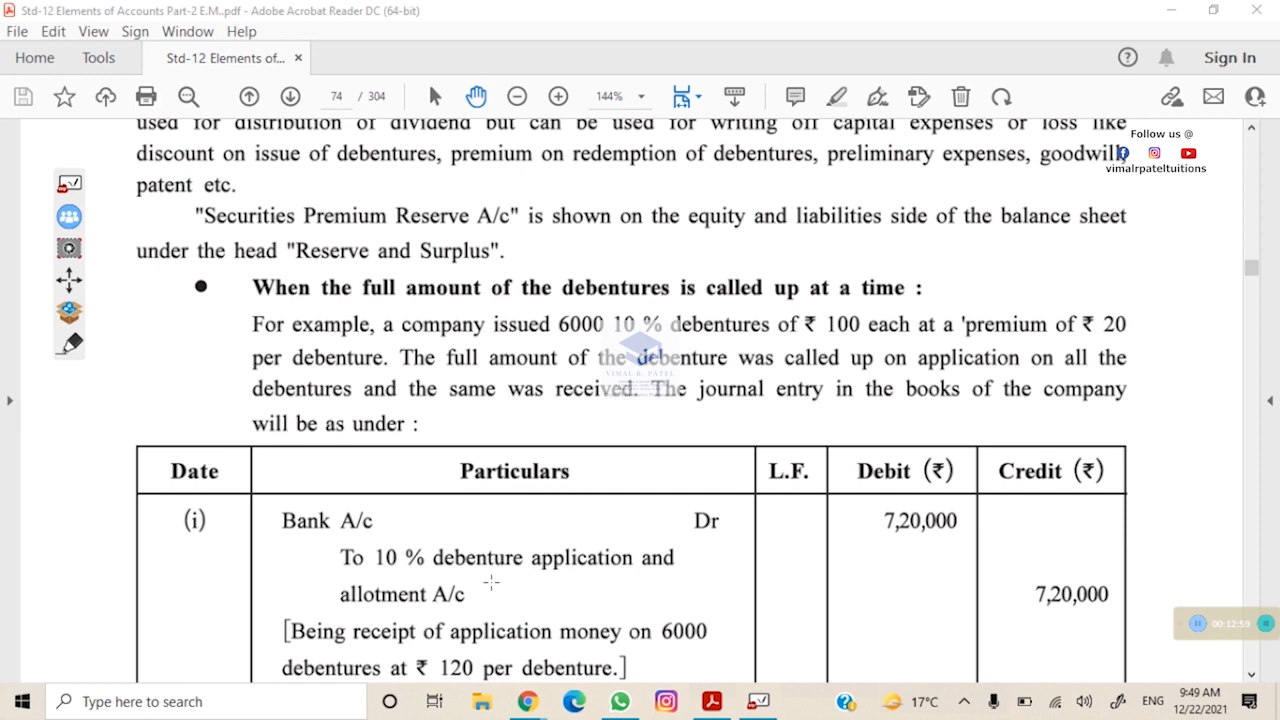 Std-12 Elements of Accounts Part-2 E.M..pdf - Adobe Acrobat Reader DC (64-bit)
File Edit View Sign Window Help
Home Tools Std-12 Elements of... × Sign In
74 / 304 144%
used for distribution of dividend but can be used for writing off capital expenses or loss like
Follow us @
discount on issue of debentures, premium on redemption of debentures, preliminary expenses, goodwill,
vimalrpateltuitions
patent etc.
"Securities Premium Reserve A/c" is shown on the equity and liabilities side of the balance sheet
under the head "Reserve and Surplus".
● When the full amount of the debentures is called up at a time :
For example, a company issued 6000 10 % debentures of ₹ 100 each at a 'premium of ₹ 20
per debenture. The full amount of the debenture was called up on application on all the
VIMAL R. PATEL
debentures and the same was received. The journal entry in the books of the company
will be as under :
Date Particulars L.F. Debit (₹) Credit (₹)
(i) Bank A/c Dr 7,20,000
To 10 % debenture application and
allotment A/c 7,20,000
[Being receipt of application money on 6000
00:12:59
debentures at ₹ 120 per debenture.]
Type here to search 17°C ENG 9:49 AM
12/22/2021